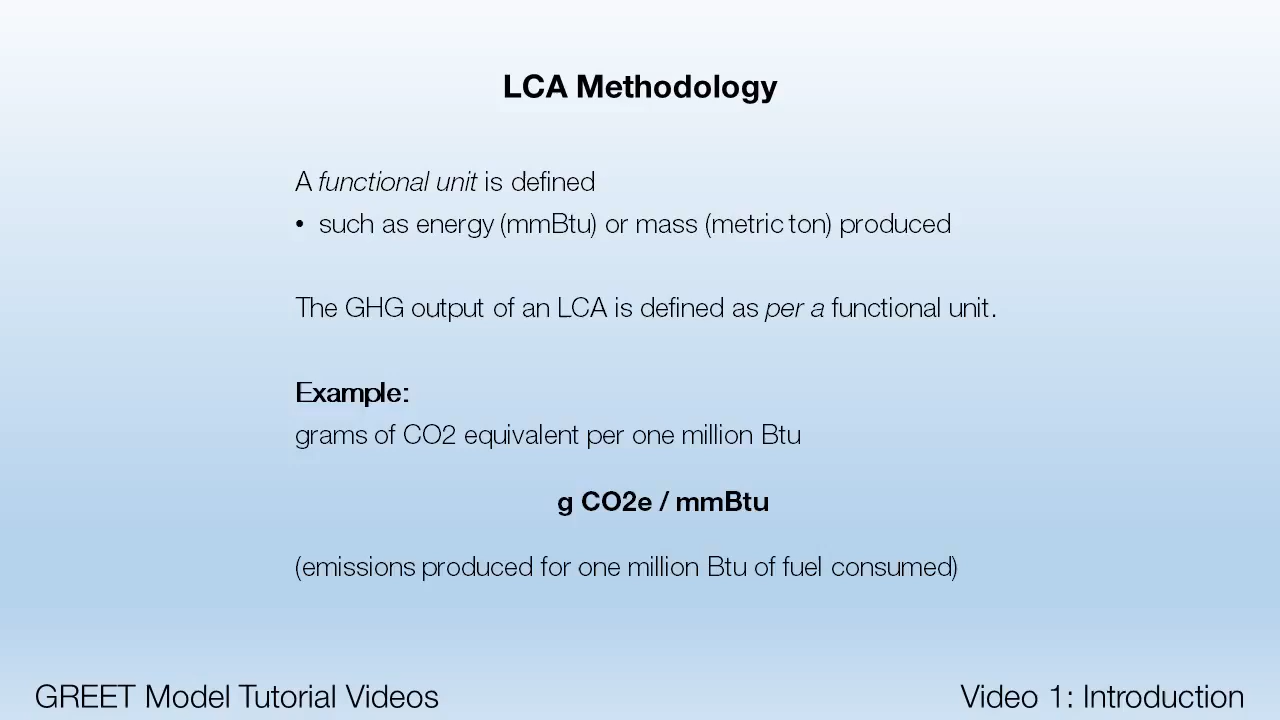 LCA Methodology
A functional unit is defined
• such as energy (mmBtu) or mass (metric ton) produced
The GHG output of an LCA is defined as per a functional unit.
Example:
grams of CO2 equivalent per one million Btu
g CO2e / mmBtu
(emissions produced for one million Btu of fuel consumed)
GREET Model Tutorial Videos
Video 1: Introduction